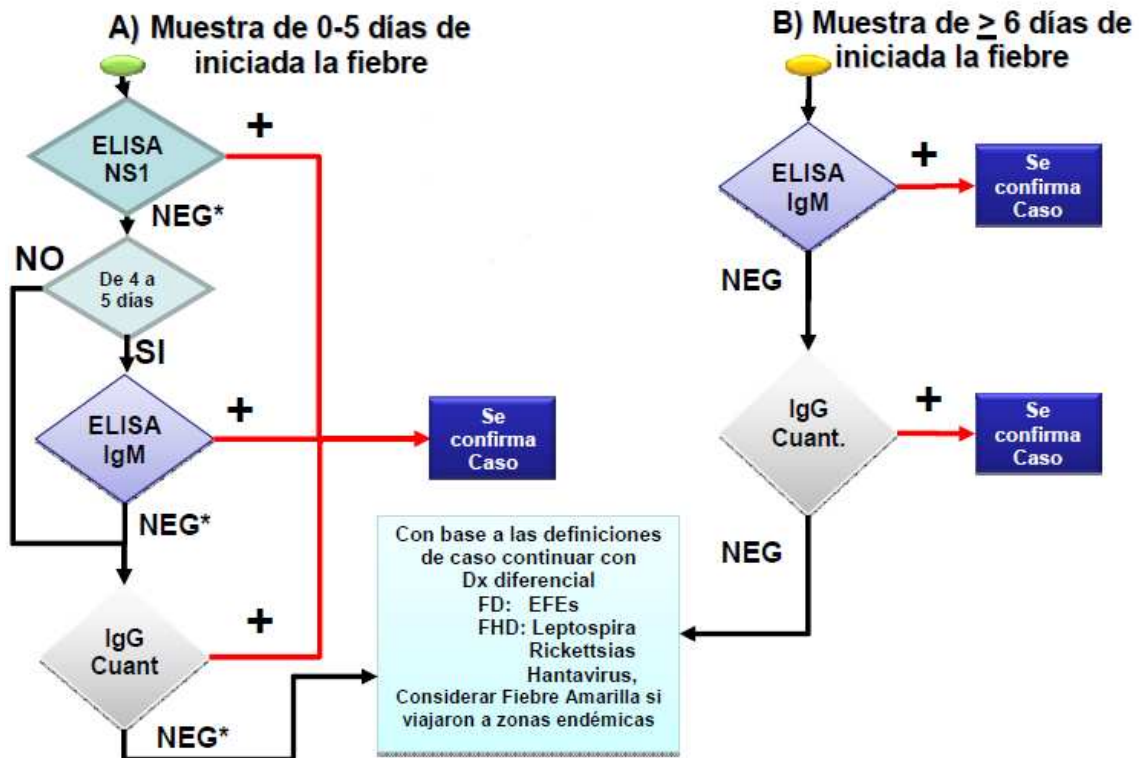 A) Muestra de 0-5 días de
iniciada la fiebre
ELISA
NS1
+
NEG*
NO
De 4 a
5 días
SI
ELISA
IgM
+
Se
confirma
Caso
NEG*
IgG
Cuant
+
NEG*
Con base a las definiciones
de caso continuar con
Dx diferencial
FD: EFEs
FHD: Leptospira
Rickettsias
Hantavirus,
Considerar Fiebre Amarilla si
viajaron a zonas endémicas
B) Muestra de ≥ 6 días de
iniciada la fiebre
ELISA
IgM
+
Se
confirma
Caso
NEG
IgG
Cuant.
+
Se
confirma
Caso
NEG